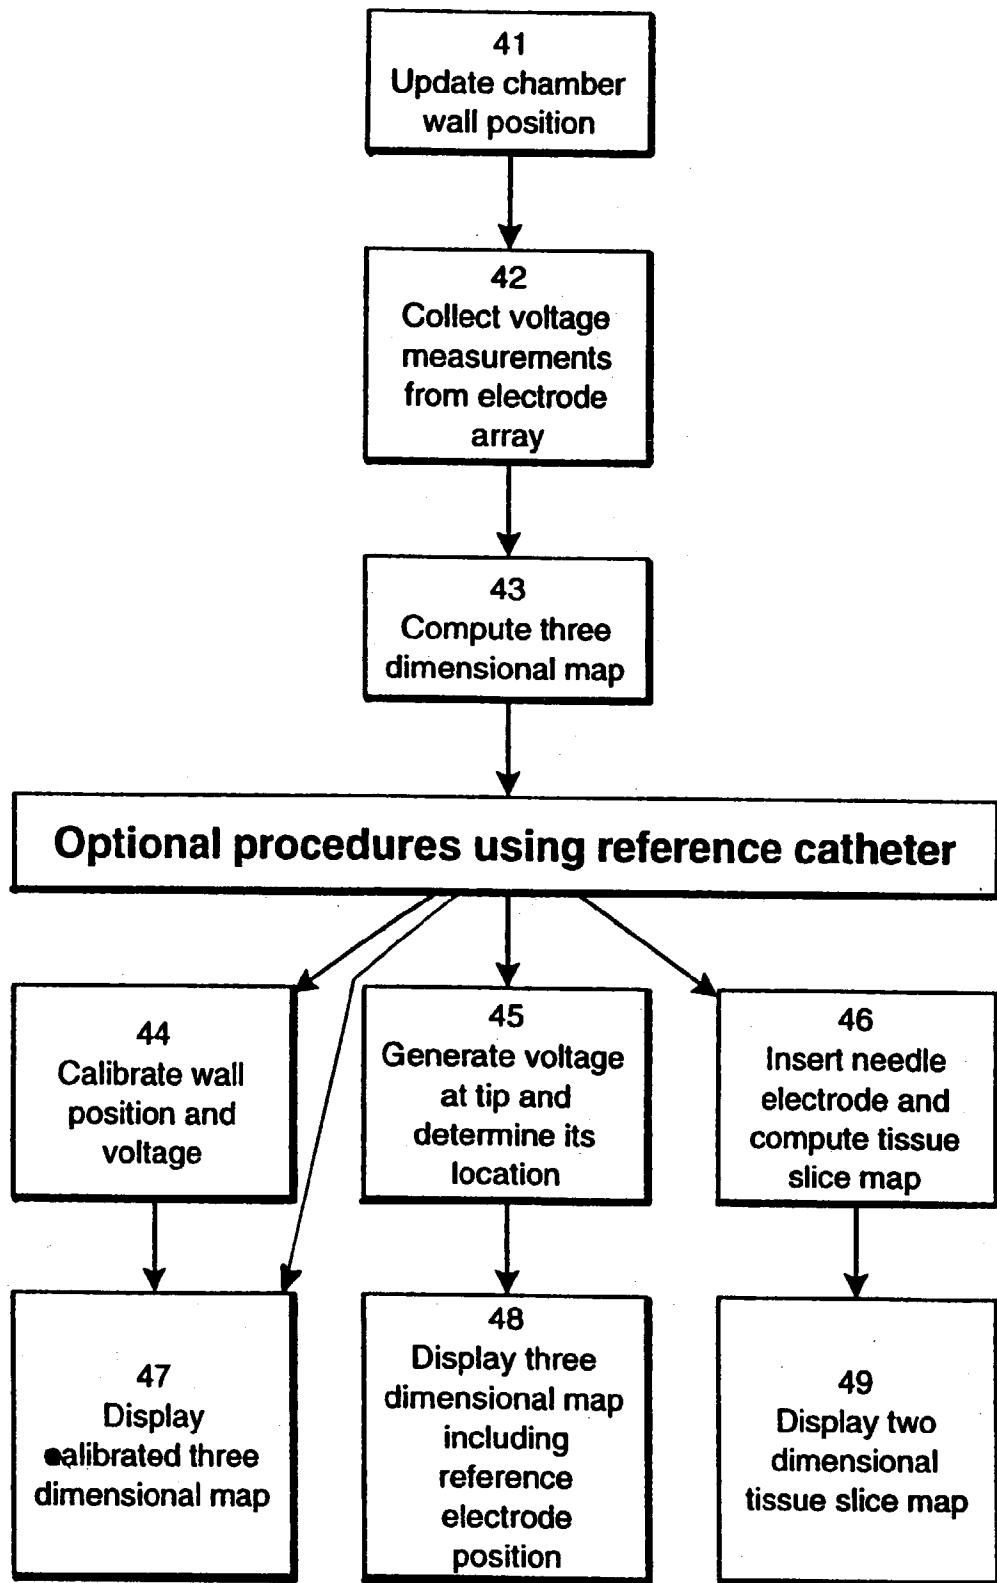 41
Update chamber
wall position
42
Collect voltage
measurements
from electrode
array
43
Compute three
dimensional map
Optional procedures using reference catheter
44
Calibrate wall
position and
voltage
45
Generate voltage
at tip and
determine its
location
46
Insert needle
electrode and
compute tissue
slice map
47
Display
calibrated three
dimensional map
48
Display three
dimensional map
including
reference
electrode
position
49
Display two
dimensional
tissue slice map